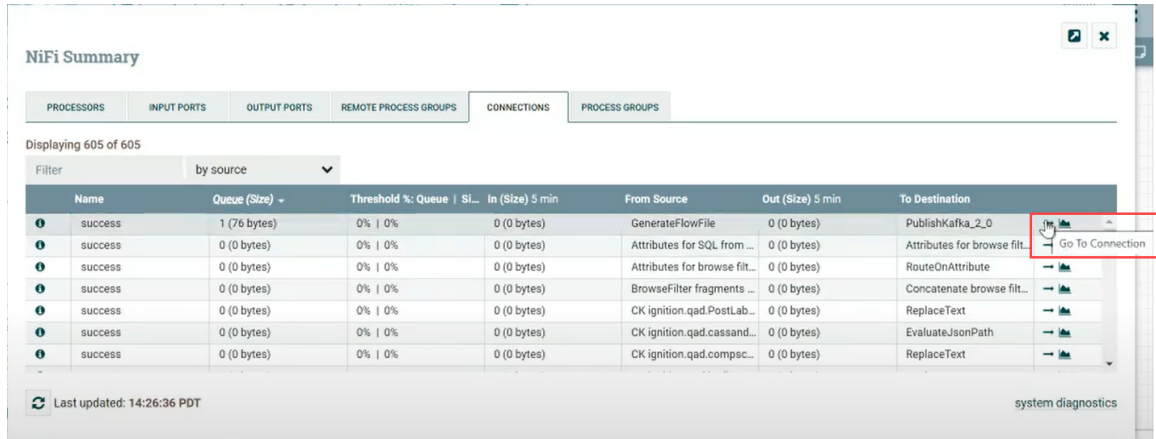 NiFi Summary
PROCESSORS INPUT PORTS OUTPUT PORTS REMOTE PROCESS GROUPS CONNECTIONS PROCESS GROUPS
Displaying 605 of 605
Filter by source
Name Queue (Size) Threshold %: Queue | Si... In (Size) 5 min From Source Out (Size) 5 min To Destination
success 1 (76 bytes) 0% | 0% 0 (0 bytes) GenerateFlowFile 0 (0 bytes) PublishKafka_2_0
success 0 (0 bytes) 0% | 0% 0 (0 bytes) Attributes for SQL from ... 0 (0 bytes) Attributes for browse filt... Go To Connection
success 0 (0 bytes) 0% | 0% 0 (0 bytes) Attributes for browse filt... 0 (0 bytes) RouteOnAttribute
success 0 (0 bytes) 0% | 0% 0 (0 bytes) BrowseFilter fragments ... 0 (0 bytes) Concatenate browse filt...
success 0 (0 bytes) 0% | 0% 0 (0 bytes) CK ignition.qad.PostLab... 0 (0 bytes) ReplaceText
success 0 (0 bytes) 0% | 0% 0 (0 bytes) CK ignition.qad.cassand... 0 (0 bytes) EvaluateJsonPath
success 0 (0 bytes) 0% | 0% 0 (0 bytes) CK ignition.qad.compsc... 0 (0 bytes) ReplaceText
Last updated: 14:26:36 PDT system diagnostics